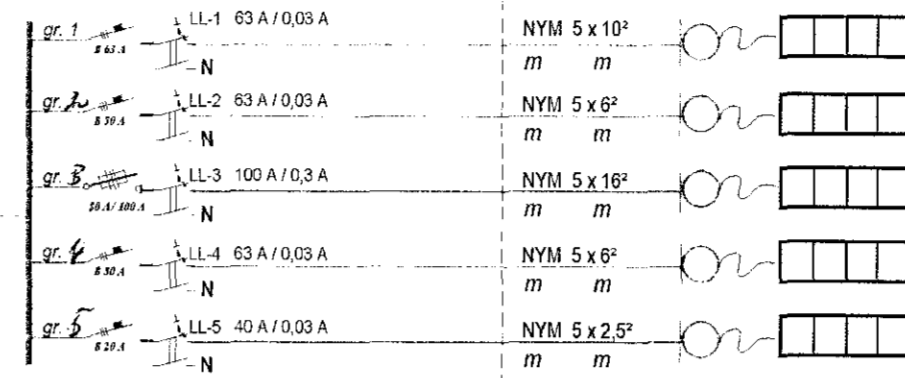 gr. 1 LL-1 63 A / 0,03 A NYM 5 x 10²
B 63 A N m m
gr. 2 LL-2 63 A / 0,03 A NYM 5 x 6²
N m m
gr. 3 LL-3 100 A / 0,3 A NYM 5 x 16²
A / 100 A N m m
gr. 4 LL-4 63 A / 0,03 A NYM 5 x 6²
N m m
gr. 5 LL-5 40 A / 0,03 A NYM 5 x 2,5²
B 20 A N m m